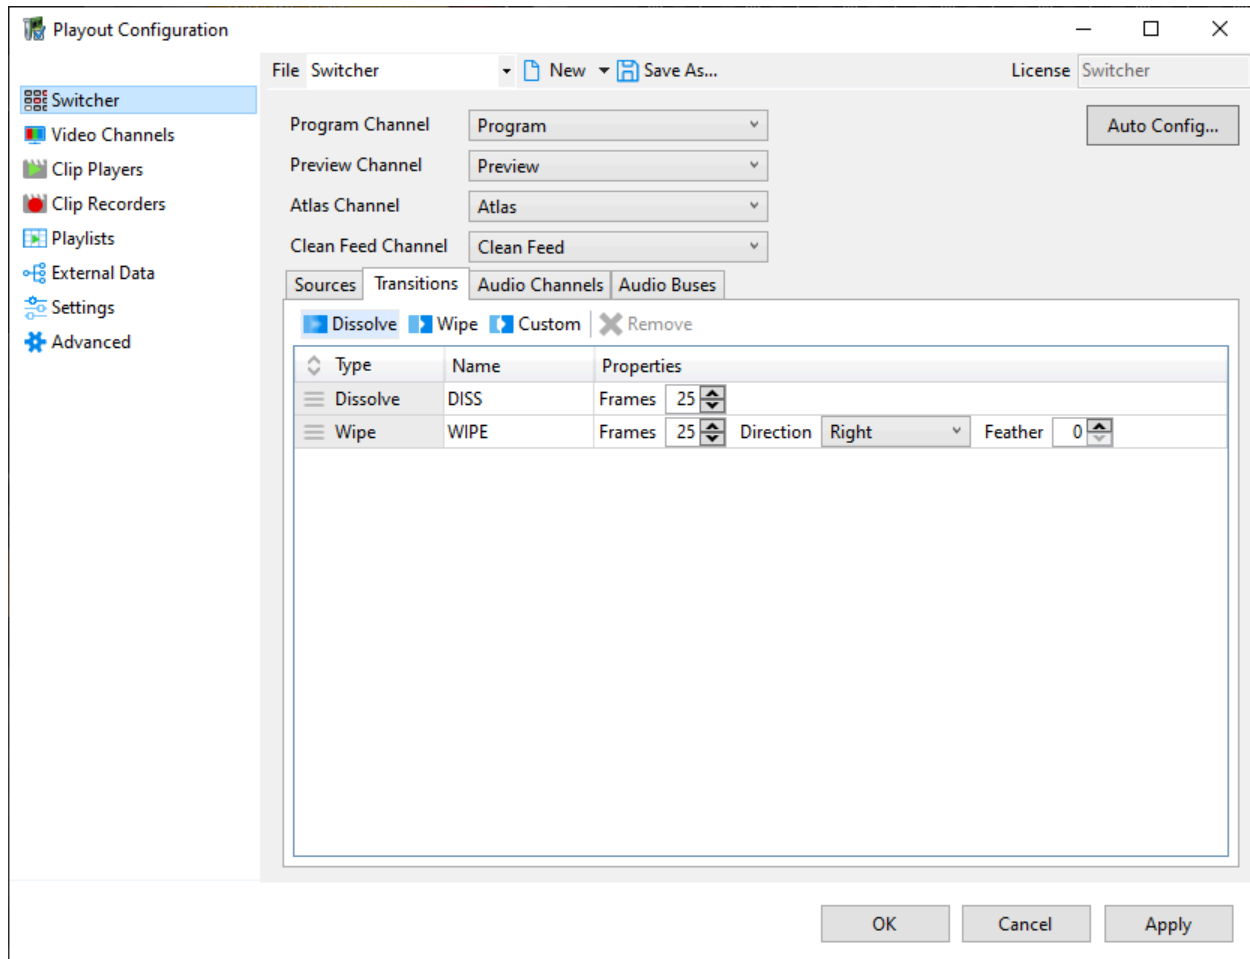 Playout Configuration
File Switcher New Save As... License Switcher
Switcher
Video Channels
Clip Players
Clip Recorders
Playlists
External Data
Settings
Advanced
Program Channel Program Auto Config...
Preview Channel Preview
Atlas Channel Atlas
Clean Feed Channel Clean Feed
Sources Transitions Audio Channels Audio Buses
Dissolve Wipe Custom Remove
Type Name Properties
Dissolve DISS Frames 25
Wipe WIPE Frames 25 Direction Right Feather 0
OK Cancel Apply